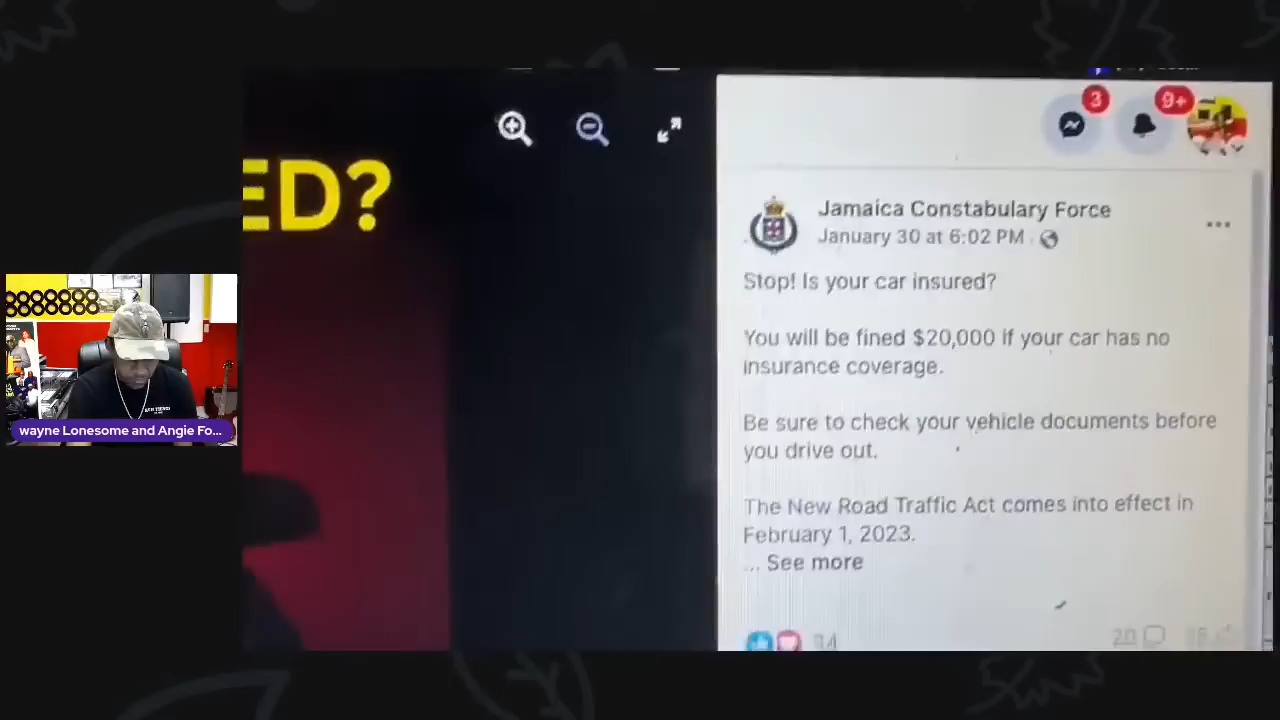 ED?
3
9+
Jamaica Constabulary Force
January 30 at 6:02 PM
Stop! Is your car insured?
You will be fined $20,000 if your car has no
insurance coverage.
Be sure to check your vehicle documents before
you drive out.
The New Road Traffic Act comes into effect in
February 1, 2023.
... See more
34
20
wayne Lonesome and Angie Fo...